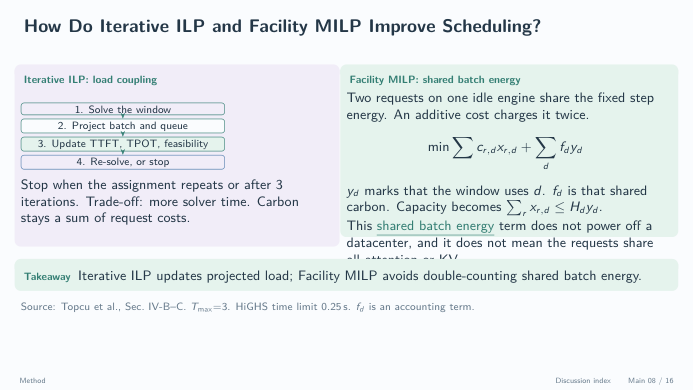 How Do Iterative ILP and Facility MILP Improve Scheduling?
Iterative ILP: load coupling
1. Solve the window
2. Project batch and queue
3. Update TTFT, TPOT, feasibility
4. Re-solve, or stop
Stop when the assignment repeats or after 3
iterations. Trade-off: more solver time. Carbon
stays a sum of request costs.
Facility MILP: shared batch energy
Two requests on one idle engine share the fixed step
energy. An additive cost charges it twice.
min ∑ c_{r,d}x_{r,d} + ∑_d f_d y_d
y_d marks that the window uses d. f_d is that shared
carbon. Capacity becomes ∑_r x_{r,d} ≤ H_d y_d.
This shared batch energy term does not power off a
datacenter, and it does not mean the requests share
all attention or KV.
Takeaway Iterative ILP updates projected load; Facility MILP avoids double-counting shared batch energy.
Source: Topcu et al., Sec. IV-B–C. T_max=3. HiGHS time limit 0.25 s. f_d is an accounting term.
Method
Discussion index Main 08 / 16